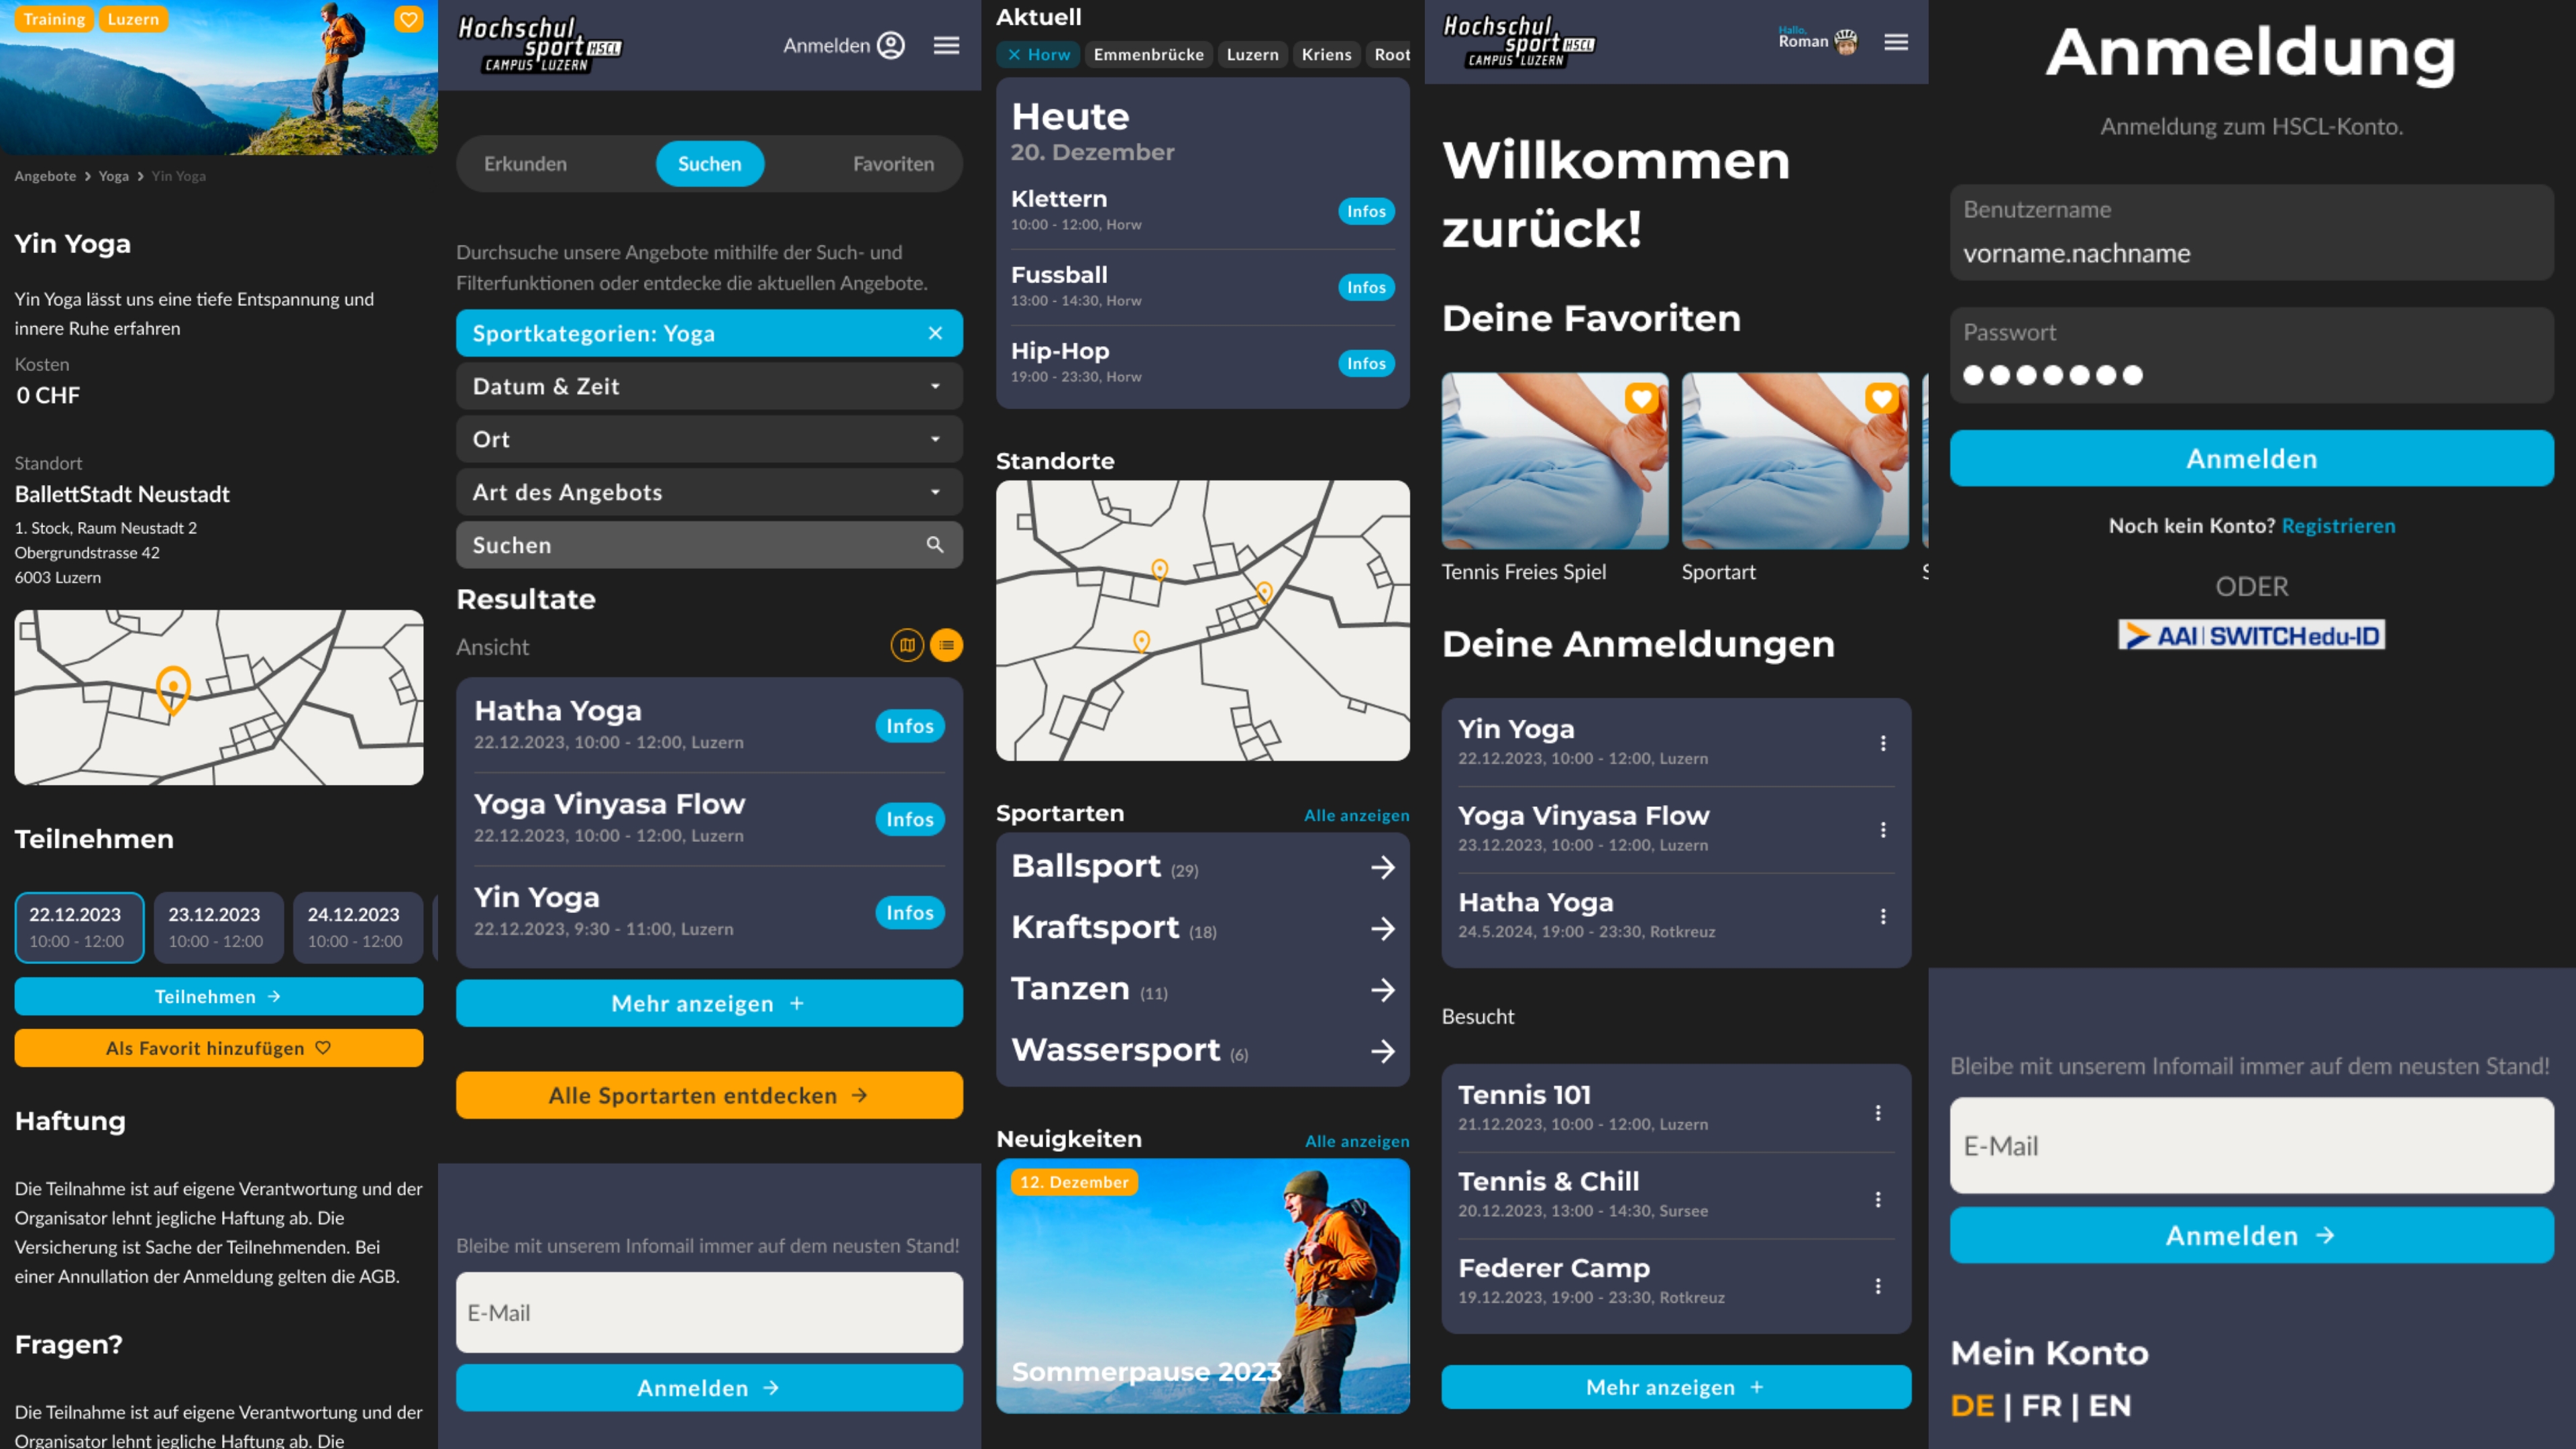 Training
Luzern
Angebote > Yoga > Yin Yoga
Yin Yoga
Yin Yoga lässt uns eine tiefe Entspannung und
innere Ruhe erfahren
Kosten
0 CHF
Standort
BallettStadt Neustadt
1. Stock, Raum Neustadt 2
Obergrundstrasse 42
6003 Luzern
Teilnehmen
22.12.2023
10:00 - 12:00
23.12.2023
10:00 - 12:00
24.12.2023
10:00 - 12:00
Teilnehmen →
Als Favorit hinzufügen
Haftung
Die Teilnahme ist auf eigene Verantwortung und der
Organisator lehnt jegliche Haftung ab. Die
Versicherung ist Sache der Teilnehmenden. Bei
einer Annullation der Anmeldung gelten die AGB.
Fragen?
Die Teilnahme ist auf eigene Verantwortung und der
Organisator lehnt jegliche Haftung ab. Die
Hochschul
sport HSCL
CAMPUS LUZERN
Anmelden
Erkunden
Suchen
Favoriten
Durchsuche unsere Angebote mithilfe der Such- und
Filterfunktionen oder entdecke die aktuellen Angebote.
Sportkategorien: Yoga
Datum & Zeit
Ort
Art des Angebots
Suchen
Resultate
Ansicht
Hatha Yoga
22.12.2023, 10:00 - 12:00, Luzern
Infos
Yoga Vinyasa Flow
22.12.2023, 10:00 - 12:00, Luzern
Infos
Yin Yoga
22.12.2023, 9:30 - 11:00, Luzern
Infos
Mehr anzeigen +
Alle Sportarten entdecken →
Bleibe mit unserem Infomail immer auf dem neusten Stand!
E-Mail
Anmelden →
Aktuell
Horw
Emmenbrücke
Luzern
Kriens
Root
Heute
20. Dezember
Klettern
10:00 - 12:00, Horw
Infos
Fussball
13:00 - 14:30, Horw
Infos
Hip-Hop
19:00 - 23:30, Horw
Infos
Standorte
Sportarten
Alle anzeigen
Ballsport (29)
Kraftsport (18)
Tanzen (11)
Wassersport (6)
Neuigkeiten
Alle anzeigen
12. Dezember
Sommerpause 2023
Hochschul
sport HSCL
CAMPUS LUZERN
Hallo,
Roman
Willkommen
zurück!
Deine Favoriten
Tennis Freies Spiel
Sportart
Deine Anmeldungen
Yin Yoga
22.12.2023, 10:00 - 12:00, Luzern
Yoga Vinyasa Flow
23.12.2023, 10:00 - 12:00, Luzern
Hatha Yoga
24.5.2024, 19:00 - 23:30, Rotkreuz
Besucht
Tennis 101
21.12.2023, 10:00 - 12:00, Luzern
Tennis & Chill
20.12.2023, 13:00 - 14:30, Sursee
Federer Camp
19.12.2023, 19:00 - 23:30, Rotkreuz
Mehr anzeigen +
Anmeldung
Anmeldung zum HSCL-Konto.
Benutzername
vorname.nachname
Passwort
Anmelden
Noch kein Konto? Registrieren
ODER
AAI | SWITCHedu-ID
Bleibe mit unserem Infomail immer auf dem neusten Stand!
E-Mail
Anmelden →
Mein Konto
DE | FR | EN